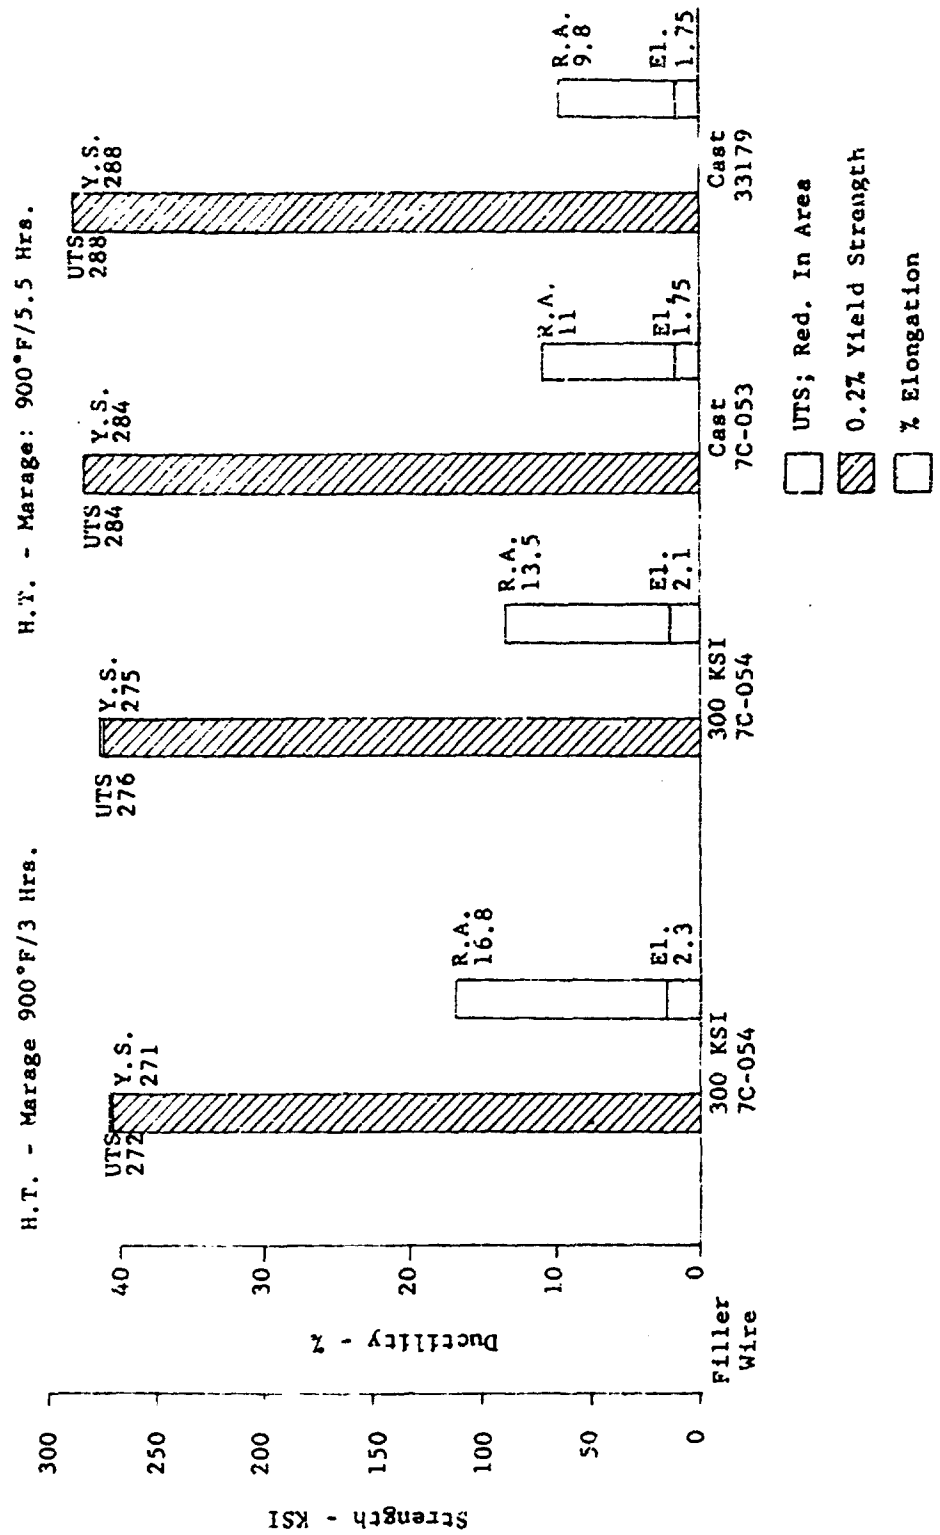 H.T. - Marage 900°F/3 Hrs.
H.T. - Marage: 900°F/5.5 Hrs.
Strength - KSI
300
250
200
150
100
50
0
Ductility - %
40
30
20
10
0
UTS
272
Y.S.
271
R.A.
16.8
El.
2.3
UTS
276
Y.S.
275
R.A.
13.5
El.
2.1
UTS
284
Y.S.
284
R.A.
11
El.
1.75
UTS
288
Y.S.
288
R.A.
9.8
El.
1.75
Filler
Wire
300 KSI
7C-054
300 KSI
7C-054
Cast
7C-053
Cast
33179
UTS; Red. In Area
0.2% Yield Strength
% Elongation